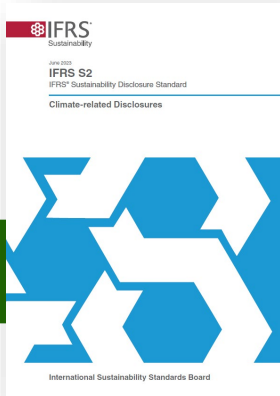 IFRS®
Sustainability
June 2023
IFRS S2
IFRS® Sustainability Disclosure Standard
Climate-related Disclosures
International Sustainability Standards Board